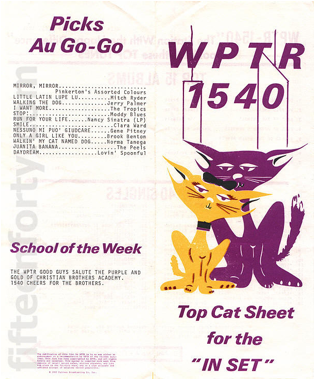 Picks
Au Go-Go
MIRROR, MIRROR...
Pinkerton's Assorted Colours
LITTLE LATIN LUPE LU......Mitch Ryder
WALKING THE DOG.......Jerry Palmer
I WANT MORE..........The Tropics
STOP!...............Moody Blues
RUN FOR YOUR LIFE...Nancy Sinatra (LP)
SMILE................Clara Ward
NESSUNO MI PUO' GIUDCARE...Gene Pitney
ONLY A GIRL LIKE YOU....Brook Benton
WALKIN' MY CAT NAMED DOG..Norma Tanega
JUANITA BANANA.........The Peels
DAYDREAM..........Lovin' Spoonful
School of the Week
THE WPTR GOOD GUYS SALUTE THE PURPLE AND
GOLD OF CHRISTIAN BROTHERS ACADEMY.
1540 CHEERS FOR THE BROTHERS.
WPTR
1540
Top Cat Sheet
for the
"IN SET"
fifteenforty.in